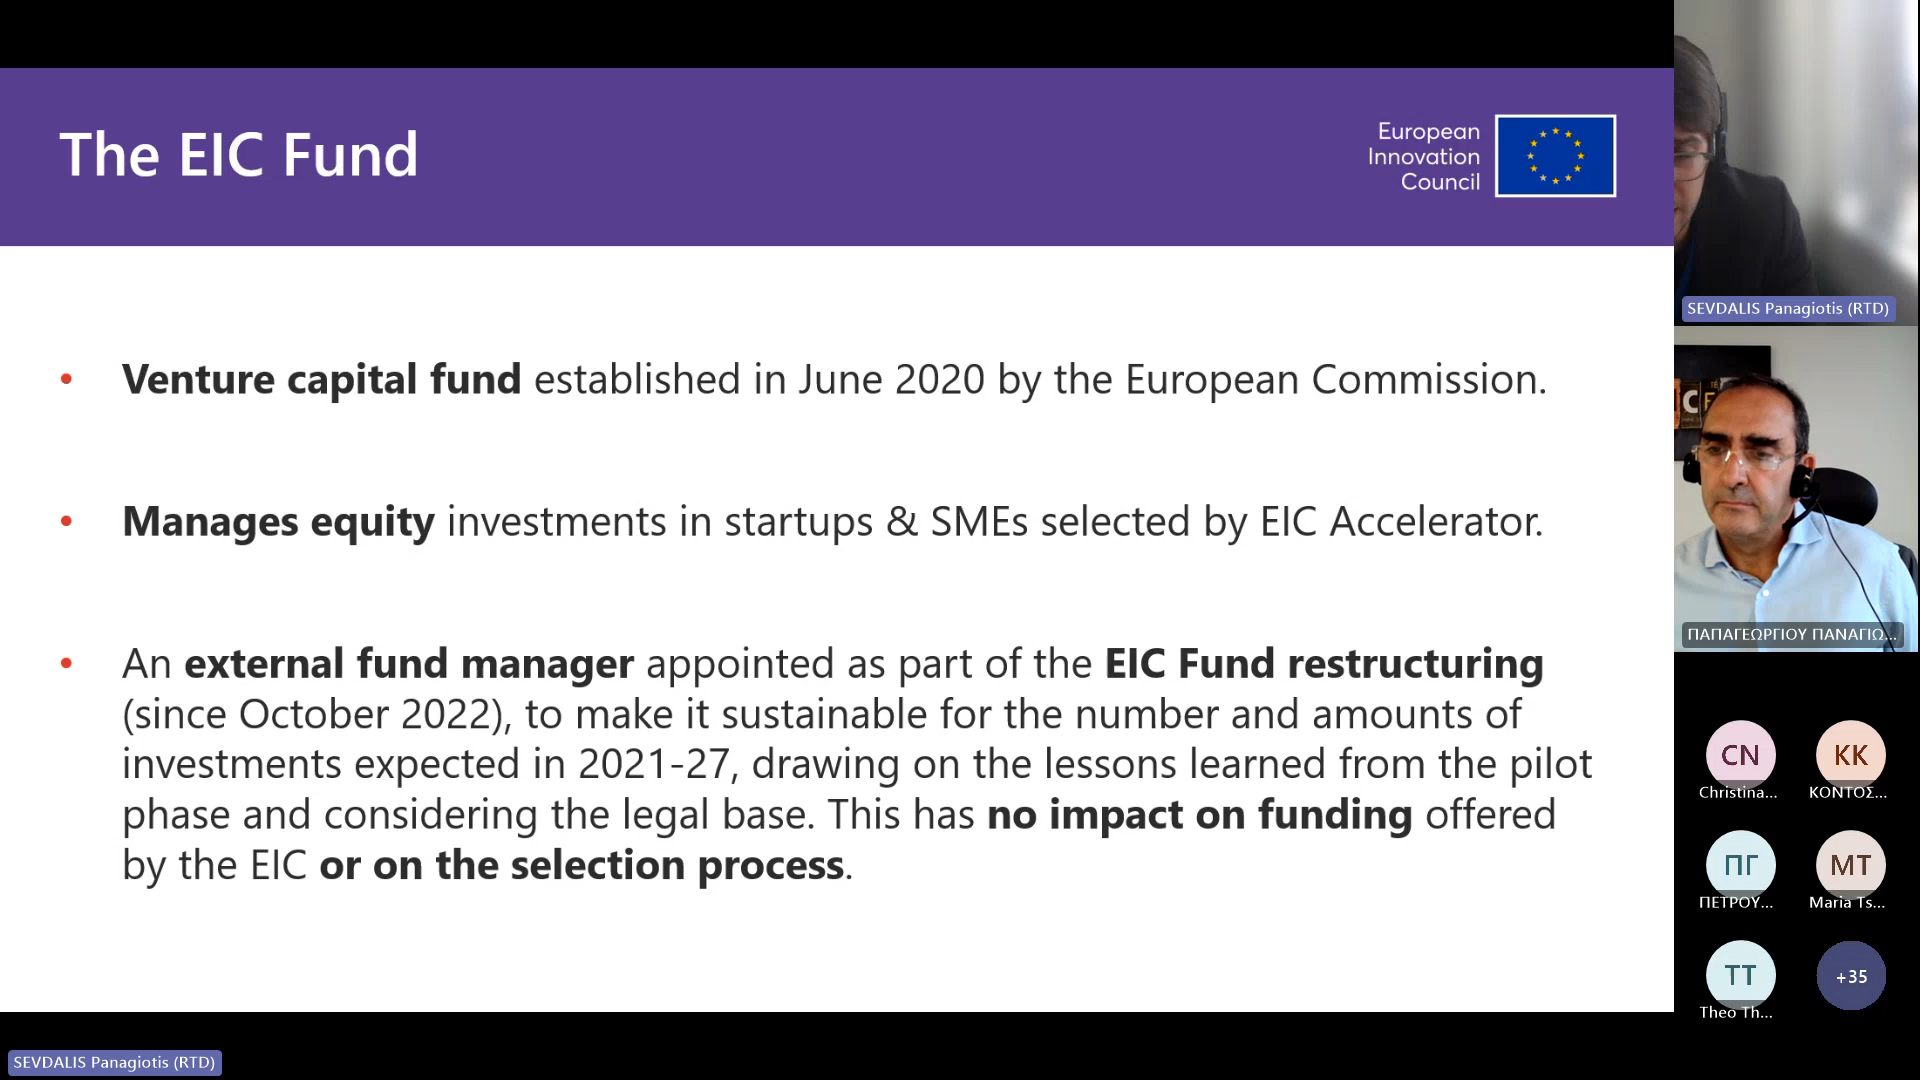 The EIC Fund
European
Innovation
Council
• Venture capital fund established in June 2020 by the European Commission.
• Manages equity investments in startups & SMEs selected by EIC Accelerator.
• An external fund manager appointed as part of the EIC Fund restructuring
(since October 2022), to make it sustainable for the number and amounts of
investments expected in 2021-27, drawing on the lessons learned from the pilot
phase and considering the legal base. This has no impact on funding offered
by the EIC or on the selection process.
SEVDALIS Panagiotis (RTD)
ΠΑΠΑΓΕΩΡΓΙΟΥ ΠΑΝΑΓΙΩ...
CN
Christina...
KK
ΚΟΝΤΟΣ...
ΠΓ
ΠΕΤΡΟΥ...
MT
Maria Ts...
TT
Theo Th...
+35
SEVDALIS Panagiotis (RTD)